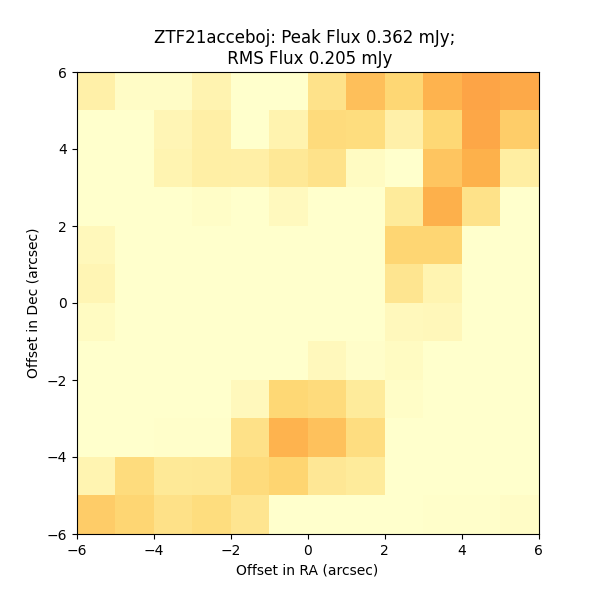 ZTF21acceboj: Peak Flux 0.362 mJy;
RMS Flux 0.205 mJy
6
4
2
0
−2
−4
−6
Offset in Dec (arcsec)
−6 −4 −2 0 2 4 6
Offset in RA (arcsec)